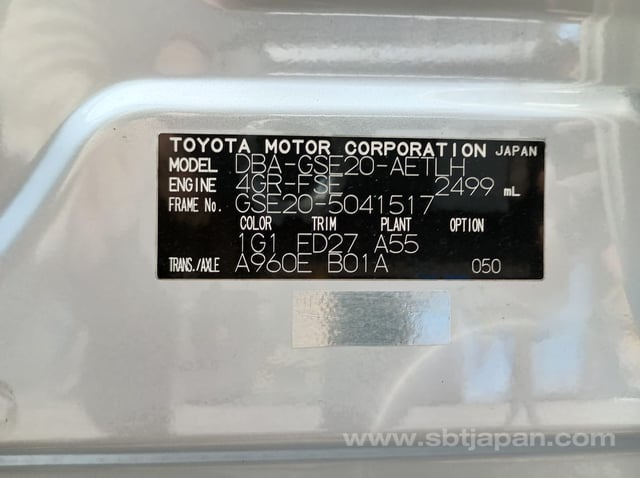 TOYOTA MOTOR CORPORATION JAPAN
MODEL DBA-GSE20-AETLH
ENGINE 4GR-FSE 2499 mL
FRAME No. GSE20-5041517
COLOR TRIM PLANT OPTION
1G1 FD27 A55
TRANS./AXLE A960E B01A 050
www.sbtjapan.com